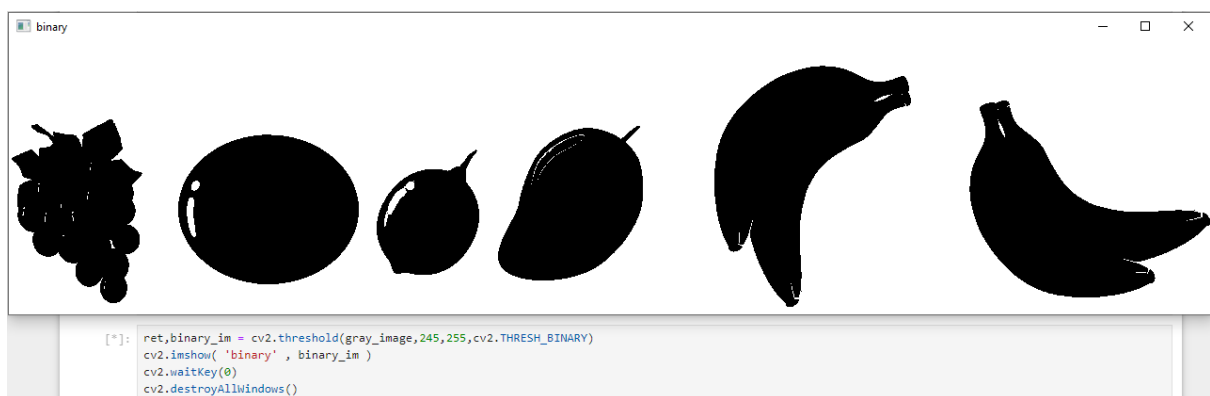 binary
[*]: ret,binary_im = cv2.threshold(gray_image,245,255,cv2.THRESH_BINARY)
cv2.imshow( 'binary' , binary_im )
cv2.waitKey(0)
cv2.destroyAllWindows()